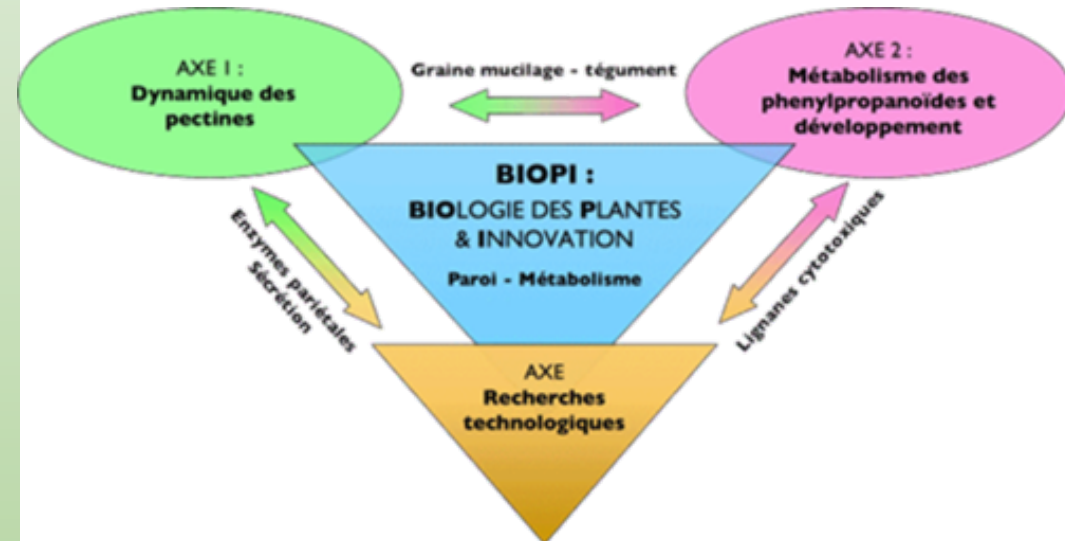 AXE 1 :
Dynamique des
pectines
Graine mucilage - tégument
AXE 2 :
Métabolisme des
phenylpropanoïdes et
développement
BIOPI :
BIOLOGIE DES PLANTES
& INNOVATION
Paroi - Métabolisme
Enzymes pariétales
Sécrétion
Lignanes cytotoxiques
AXE
Recherches
technologiques